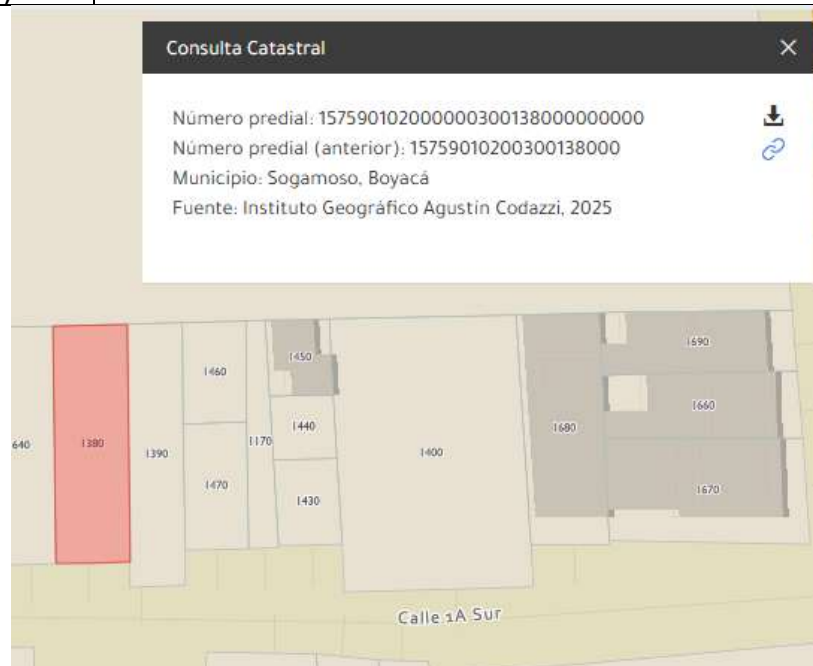 Consulta Catastral
Número predial: 157590102000000300138000000000
Número predial (anterior): 15759010200300138000
Municipio: Sogamoso, Boyacá
Fuente: Instituto Geográfico Agustín Codazzi, 2025
1450
1690
1460
1660
640
1380
1390
1170
1440
1400
1680
1470
1430
1670
Calle 1A Sur